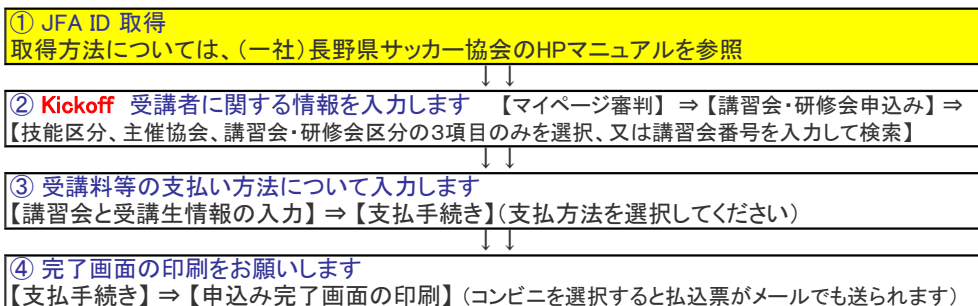 ① JFA ID 取得
取得方法については、（一社）長野県サッカー協会のHPマニュアルを参照
↓ ↓
② Kickoff 受講者に関する情報を入力します 【マイページ審判】 ⇒【講習会・研修会申込み】⇒
【技能区分、主催協会、講習会・研修会区分の3項目のみを選択、又は講習会番号を入力して検索】
↓ ↓
③ 受講料等の支払い方法について入力します
【講習会と受講生情報の入力】 ⇒ 【支払手続き】（支払方法を選択してください）
↓ ↓
④ 完了画面の印刷をお願いします
【支払手続き】 ⇒ 【申込み完了画面の印刷】 （コンビニを選択すると払込票がメールでも送られます）